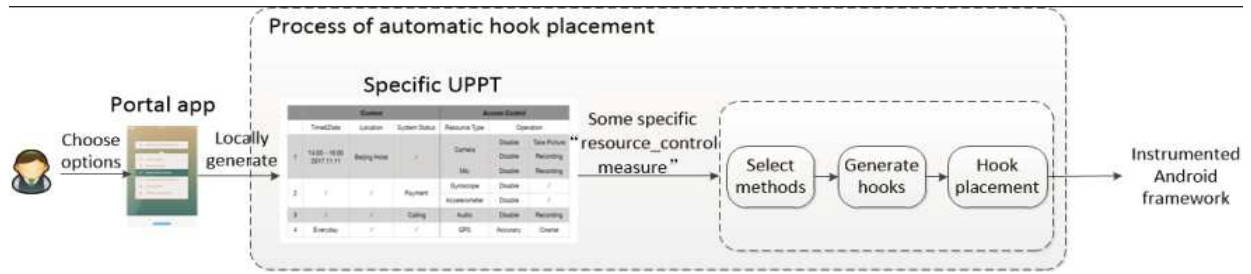 Process of automatic hook placement
Specific UPPT
Portal app
Choose
options
Locally
generate
Context Access Control
Time&Date Location System Status Resource Type Operation
1 14:00 - 16:00 2017.11.11 Beijing Hotel / Camera Disable Take Picture
Disable Recording
Mic Disable Recording
2 / / Payment Gyroscope Disable /
Accelerometer Disable /
3 / / Calling Audio Disable Recording
4 Everyday / / GPS Accuracy Coarse
Some specific
“resource_control
measure”
Select
methods
Generate
hooks
Hook
placement
Instrumented
Android
framework